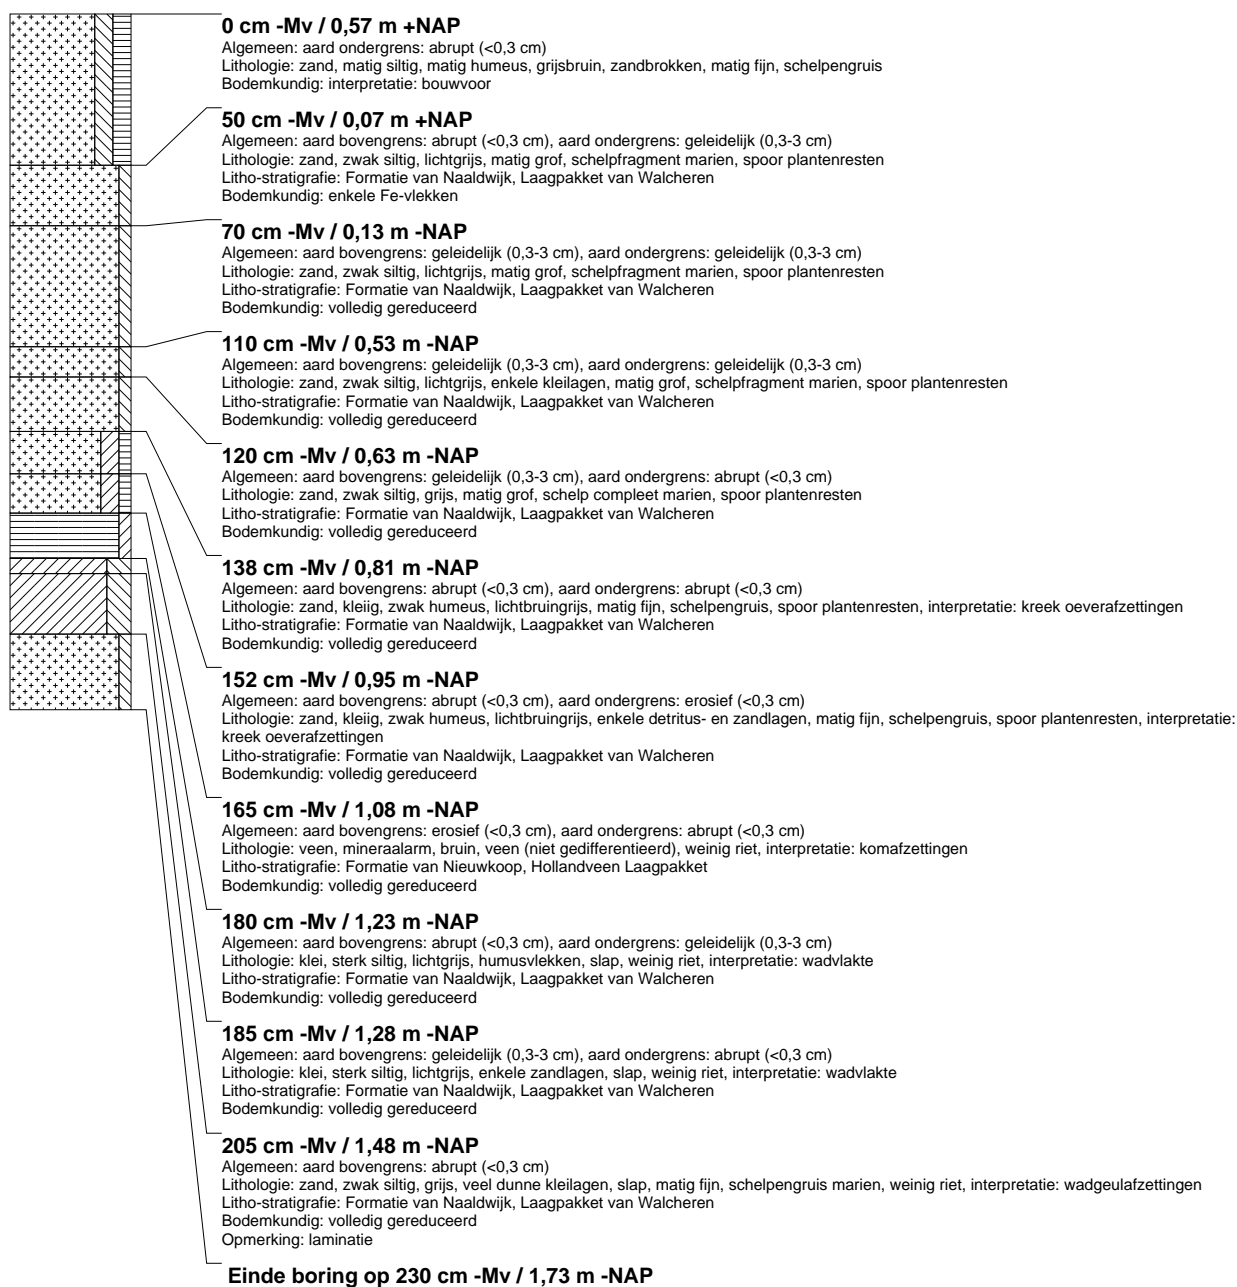 0 cm -Mv / 0,57 m +NAP
Algemeen: aard ondergrens: abrupt (<0,3 cm)
Lithologie: zand, matig siltig, matig humeus, grijsbruin, zandbrokken, matig fijn, schelpengruis
Bodemkundig: interpretatie: bouwvoor
50 cm -Mv / 0,07 m +NAP
Algemeen: aard bovengrens: abrupt (<0,3 cm), aard ondergrens: geleidelijk (0,3-3 cm)
Lithologie: zand, zwak siltig, lichtgrijs, matig grof, schelpfragment marien, spoor plantenresten
Litho-stratigrafie: Formatie van Naaldwijk, Laagpakket van Walcheren
Bodemkundig: enkele Fe-vlekken
70 cm -Mv / 0,13 m -NAP
Algemeen: aard bovengrens: geleidelijk (0,3-3 cm), aard ondergrens: geleidelijk (0,3-3 cm)
Lithologie: zand, zwak siltig, lichtgrijs, matig grof, schelpfragment marien, spoor plantenresten
Litho-stratigrafie: Formatie van Naaldwijk, Laagpakket van Walcheren
Bodemkundig: volledig gereduceerd
110 cm -Mv / 0,53 m -NAP
Algemeen: aard bovengrens: geleidelijk (0,3-3 cm), aard ondergrens: geleidelijk (0,3-3 cm)
Lithologie: zand, zwak siltig, lichtgrijs, enkele kleilagen, matig grof, schelpfragment marien, spoor plantenresten
Litho-stratigrafie: Formatie van Naaldwijk, Laagpakket van Walcheren
Bodemkundig: volledig gereduceerd
120 cm -Mv / 0,63 m -NAP
Algemeen: aard bovengrens: geleidelijk (0,3-3 cm), aard ondergrens: abrupt (<0,3 cm)
Lithologie: zand, zwak siltig, grijs, matig grof, schelp compleet marien, spoor plantenresten
Litho-stratigrafie: Formatie van Naaldwijk, Laagpakket van Walcheren
Bodemkundig: volledig gereduceerd
138 cm -Mv / 0,81 m -NAP
Algemeen: aard bovengrens: abrupt (<0,3 cm), aard ondergrens: abrupt (<0,3 cm)
Lithologie: zand, kleiig, zwak humeus, lichtbruingrijs, matig fijn, schelpengruis, spoor plantenresten, interpretatie: kreek oeverafzettingen
Litho-stratigrafie: Formatie van Naaldwijk, Laagpakket van Walcheren
Bodemkundig: volledig gereduceerd
152 cm -Mv / 0,95 m -NAP
Algemeen: aard bovengrens: abrupt (<0,3 cm), aard ondergrens: erosief (<0,3 cm)
Lithologie: zand, kleiig, zwak humeus, lichtbruingrijs, enkele detritus- en zandlagen, matig fijn, schelpengruis, spoor plantenresten, interpretatie:
kreek oeverafzettingen
Litho-stratigrafie: Formatie van Naaldwijk, Laagpakket van Walcheren
Bodemkundig: volledig gereduceerd
165 cm -Mv / 1,08 m -NAP
Algemeen: aard bovengrens: erosief (<0,3 cm), aard ondergrens: abrupt (<0,3 cm)
Lithologie: veen, mineraalarm, bruin, veen (niet gedifferentieerd), weinig riet, interpretatie: komafzettingen
Litho-stratigrafie: Formatie van Nieuwkoop, Hollandveen Laagpakket
Bodemkundig: volledig gereduceerd
180 cm -Mv / 1,23 m -NAP
Algemeen: aard bovengrens: abrupt (<0,3 cm), aard ondergrens: geleidelijk (0,3-3 cm)
Lithologie: klei, sterk siltig, lichtgrijs, humusvlekken, slap, weinig riet, interpretatie: wadvlakte
Litho-stratigrafie: Formatie van Naaldwijk, Laagpakket van Walcheren
Bodemkundig: volledig gereduceerd
185 cm -Mv / 1,28 m -NAP
Algemeen: aard bovengrens: geleidelijk (0,3-3 cm), aard ondergrens: abrupt (<0,3 cm)
Lithologie: klei, sterk siltig, lichtgrijs, enkele zandlagen, slap, weinig riet, interpretatie: wadvlakte
Litho-stratigrafie: Formatie van Naaldwijk, Laagpakket van Walcheren
Bodemkundig: volledig gereduceerd
205 cm -Mv / 1,48 m -NAP
Algemeen: aard bovengrens: abrupt (<0,3 cm)
Lithologie: zand, zwak siltig, grijs, veel dunne kleilagen, slap, matig fijn, schelpengruis marien, weinig riet, interpretatie: wadgeulafzettingen
Litho-stratigrafie: Formatie van Naaldwijk, Laagpakket van Walcheren
Bodemkundig: volledig gereduceerd
Opmerking: laminatie
Einde boring op 230 cm -Mv / 1,73 m -NAP